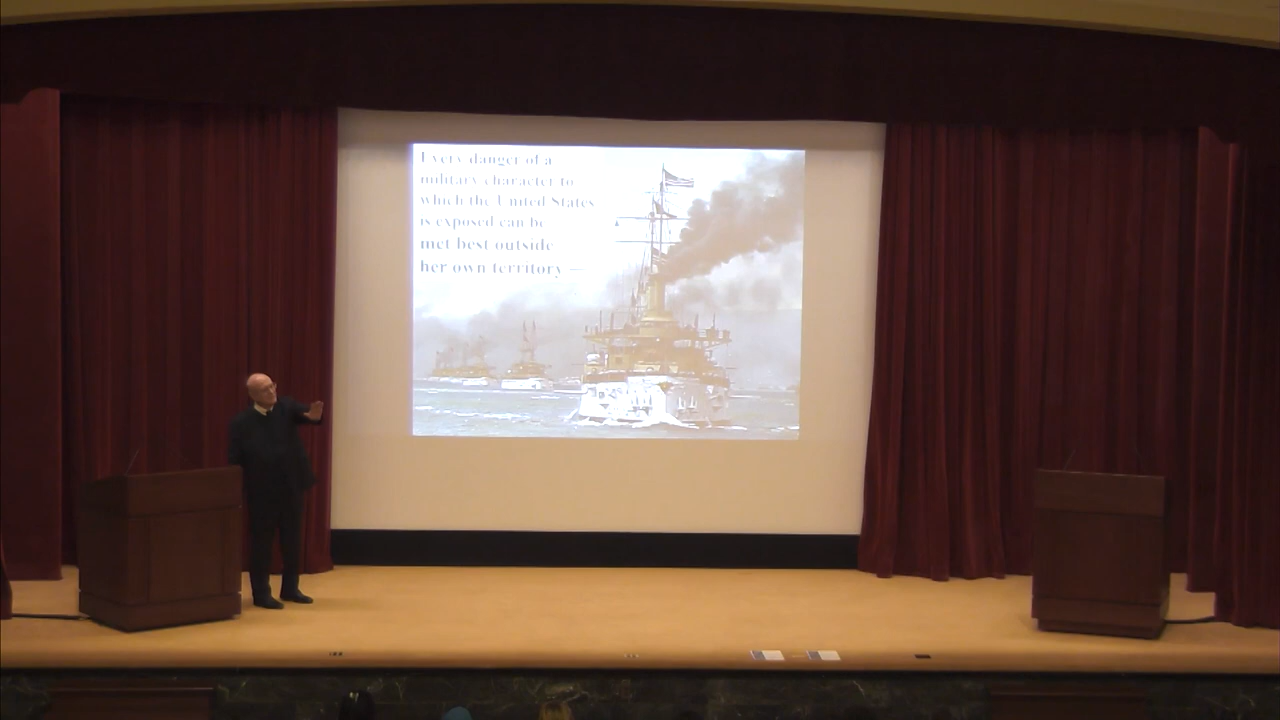 Every danger of a
military character to
which the United States
is exposed can be
met best outside
her own territory —